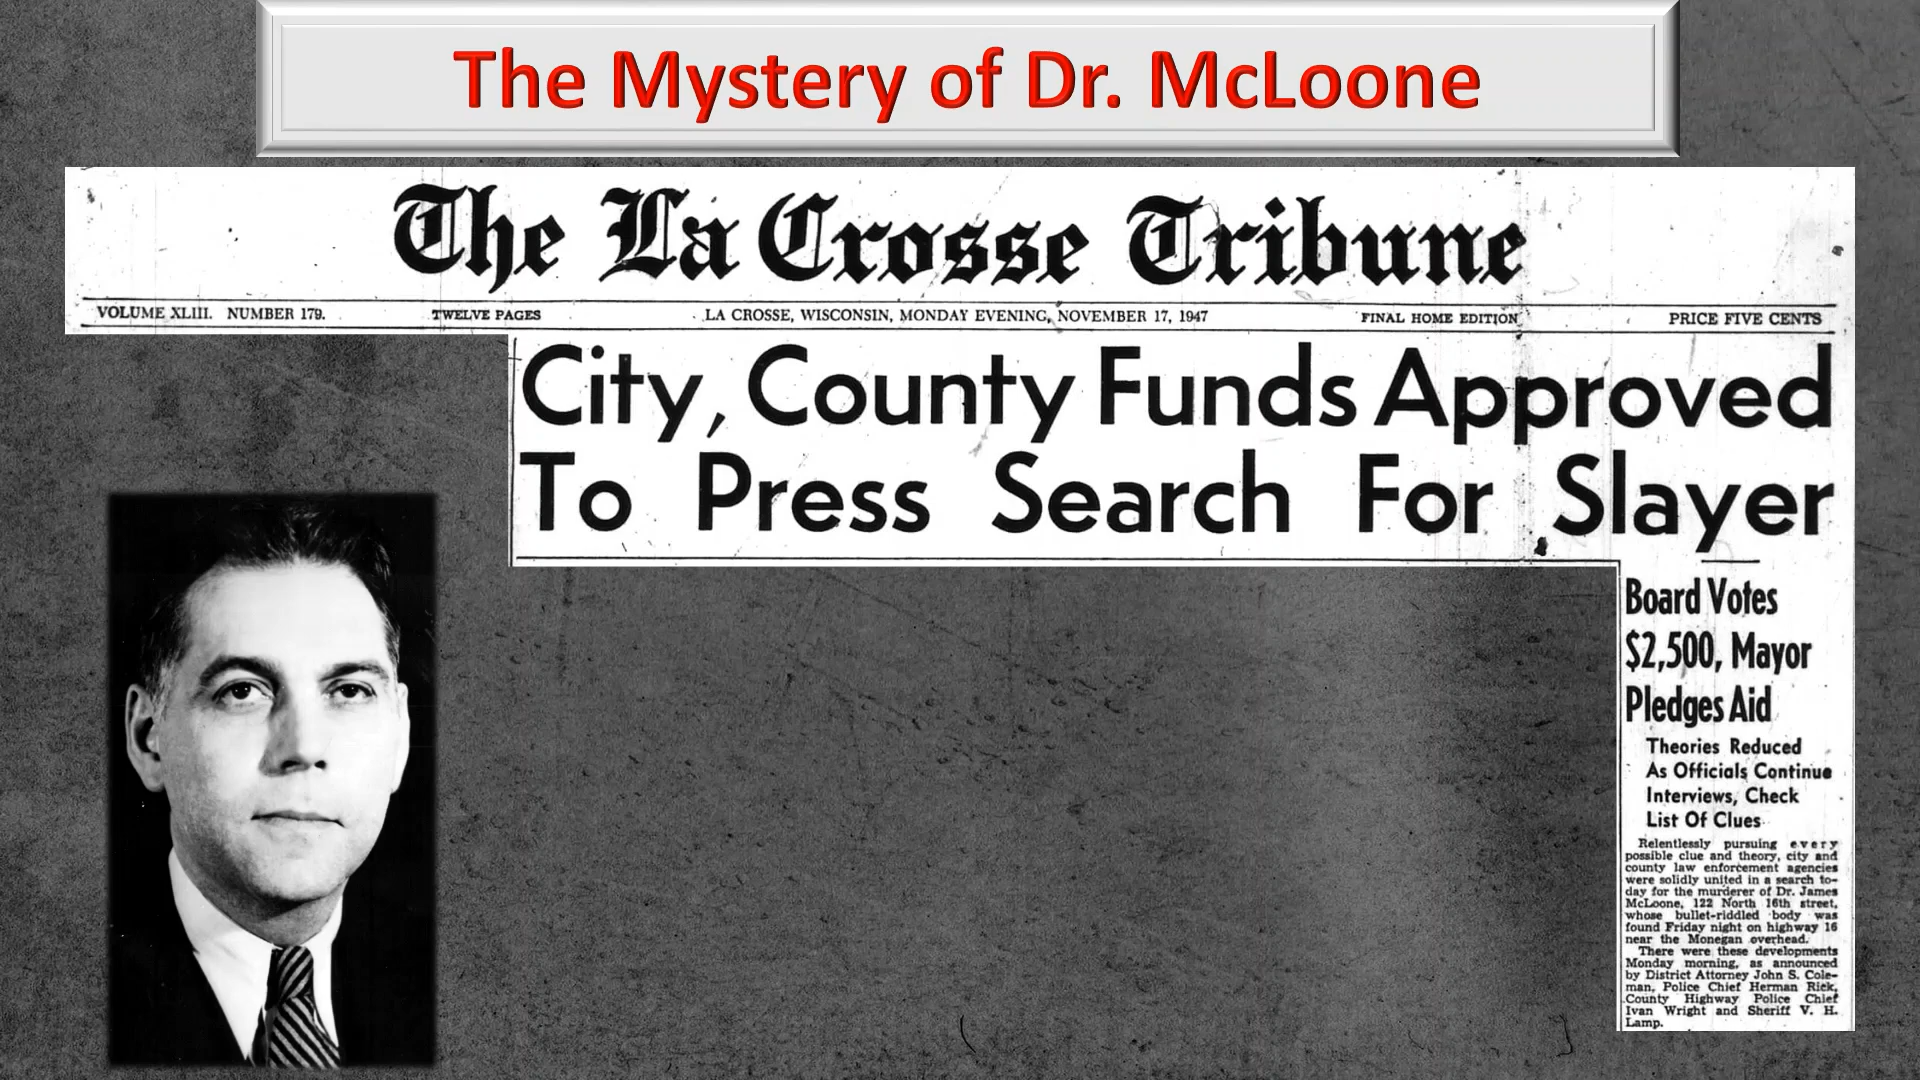 The Mystery of Dr. McLoone
The La Crosse Tribune
VOLUME XLIII. NUMBER 179. TWELVE PAGES LA CROSSE, WISCONSIN, MONDAY EVENING, NOVEMBER 17, 1947 FINAL HOME EDITION PRICE FIVE CENTS
City, County Funds Approved
To Press Search For Slayer
Board Votes
$2,500, Mayor
Pledges Aid
Theories Reduced
As Officials Continue
Interviews, Check
List Of Clues
Relentlessly pursuing every
possible clue and theory, city and
county law enforcement agencies
were solidly united in a search to-
day for the murderer of Dr. James
McLoone, 122 North 16th street,
whose bullet-riddled body was
found Friday night on highway 16
near the Monegan overhead.
There were these developments
Monday morning, as announced
by District Attorney John S. Cole-
man, Police Chief Herman Rick,
County Highway Police Chief
Ivan Wright and Sheriff V. H.
Lamp.